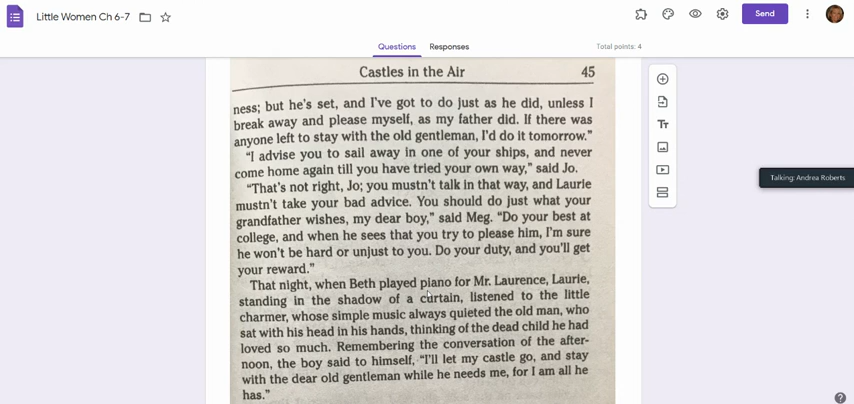 Little Women Ch 6-7
Send
Questions Responses Total points: 4
Castles in the Air 45
ness; but he's set, and I've got to do just as he did, unless I
break away and please myself, as my father did. If there was
anyone left to stay with the old gentleman, I'd do it tomorrow."
"I advise you to sail away in one of your ships, and never
come home again till you have tried your own way," said Jo.
"That's not right, Jo; you mustn't talk in that way, and Laurie
mustn't take your bad advice. You should do just what your
grandfather wishes, my dear boy," said Meg. "Do your best at
college, and when he sees that you try to please him, I'm sure
he won't be hard or unjust to you. Do your duty, and you'll get
your reward."
That night, when Beth played piano for Mr. Laurence, Laurie,
standing in the shadow of a curtain, listened to the little
charmer, whose simple music always quieted the old man, who
sat with his head in his hands, thinking of the dead child he had
loved so much. Remembering the conversation of the after-
noon, the boy said to himself, "I'll let my castle go, and stay
with the dear old gentleman while he needs me, for I am all he
has."
Tт
Talking: Andrea Roberts